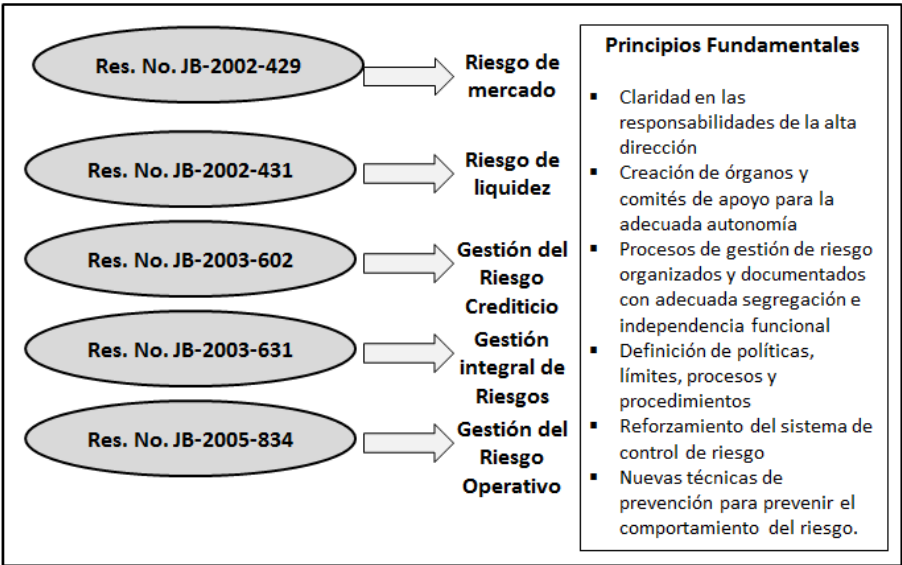 Res. No. JB-2002-429
Riesgo de
mercado
Res. No. JB-2002-431
Riesgo de
liquidez
Res. No. JB-2003-602
Gestión del
Riesgo
Crediticio
Res. No. JB-2003-631
Gestión
integral de
Riesgos
Res. No. JB-2005-834
Gestión del
Riesgo
Operativo
Principios Fundamentales
▪ Claridad en las
responsabilidades de la alta
dirección
▪ Creación de órganos y
comités de apoyo para la
adecuada autonomía
▪ Procesos de gestión de riesgo
organizados y documentados
con adecuada segregación e
independencia funcional
▪ Definición de políticas,
límites, procesos y
procedimientos
▪ Reforzamiento del sistema de
control de riesgo
▪ Nuevas técnicas de
prevención para prevenir el
comportamiento del riesgo.